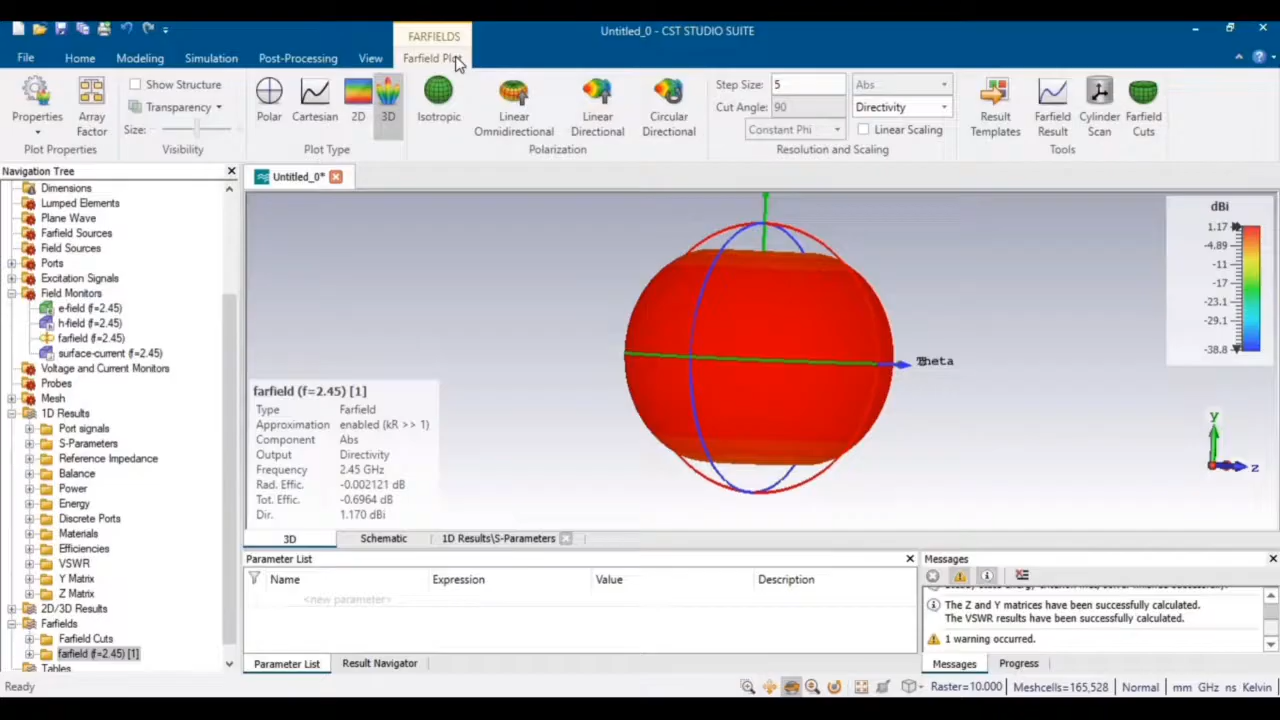 FARFIELDS
Untitled_0 - CST STUDIO SUITE
File
Home
Modeling
Simulation
Post-Processing
View
Farfield Plot
Properties
Array
Factor
Plot Properties
Show Structure
Transparency
Size:
Visibility
Polar
Cartesian
2D
3D
Plot Type
Isotropic
Linear
Omnidirectional
Linear
Directional
Circular
Directional
Polarization
Step Size:
5
Abs
Cut Angle:
90
Directivity
Constant Phi
Linear Scaling
Resolution and Scaling
Result
Templates
Farfield
Result
Cylinder
Scan
Farfield
Cuts
Tools
Navigation Tree
Untitled_0*
Dimensions
Lumped Elements
Plane Wave
Farfield Sources
Field Sources
Ports
Excitation Signals
Field Monitors
e-field (f=2.45)
h-field (f=2.45)
farfield (f=2.45)
surface-current (f=2.45)
Voltage and Current Monitors
Probes
Mesh
1D Results
Port signals
S-Parameters
Reference Impedance
Balance
Power
Energy
Discrete Ports
Materials
Efficiencies
VSWR
Y Matrix
Z Matrix
2D/3D Results
Farfields
Farfield Cuts
farfield (f=2.45) [1]
Tables
dBi
1.17
-4.89
-11
-17
-23.1
-29.1
-38.8
Theta
y
z
farfield (f=2.45) [1]
Type Farfield
Approximation enabled (kR >> 1)
Component Abs
Output Directivity
Frequency 2.45 GHz
Rad. Effic. -0.002121 dB
Tot. Effic. -0.6964 dB
Dir. 1.170 dBi
3D
Schematic
1D Results\S-Parameters
Parameter List
Name
Expression
Value
Description
<new parameter>
Parameter List
Result Navigator
Messages
The Z and Y matrices have been successfully calculated.
The VSWR results have been successfully calculated.
1 warning occurred.
Messages
Progress
Ready
Raster=10.000
Meshcells=165,528
Normal
mm GHz ns Kelvin